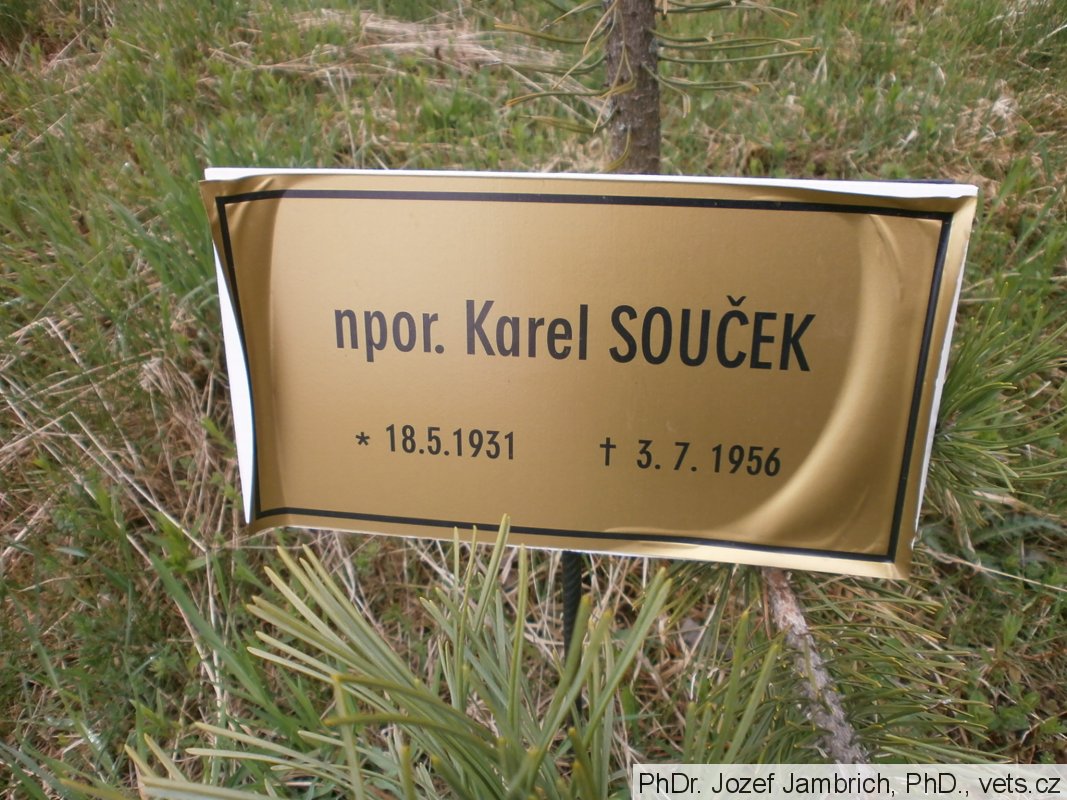 npor. Karel SOUČEK
* 18.5.1931 † 3. 7. 1956
PhDr. Jozef Jambrich, PhD., vets.cz